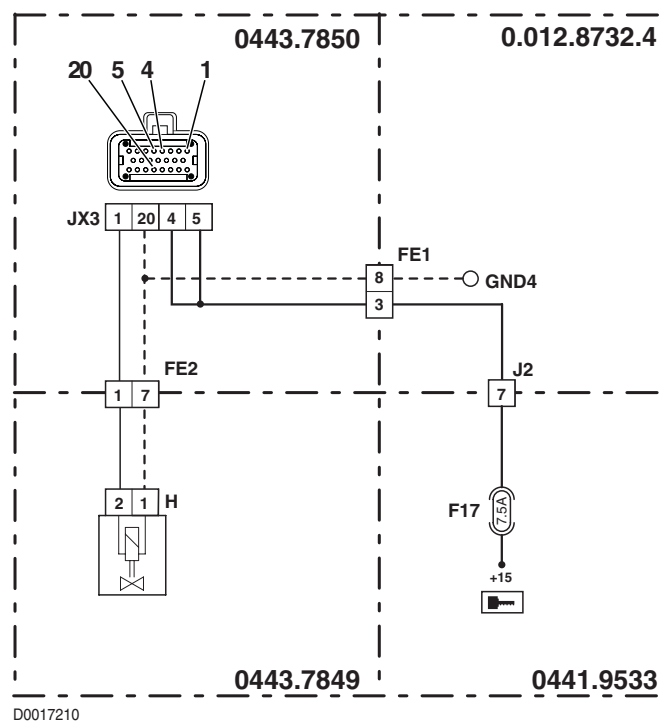 0443.7850
0.012.8732.4
20 5 4 1
JX3 1 20 4 5
FE1
8
GND4
3
FE2
J2
1 7
7
2 1 H
F17
7.5A
+15
0443.7849
0441.9533
D0017210